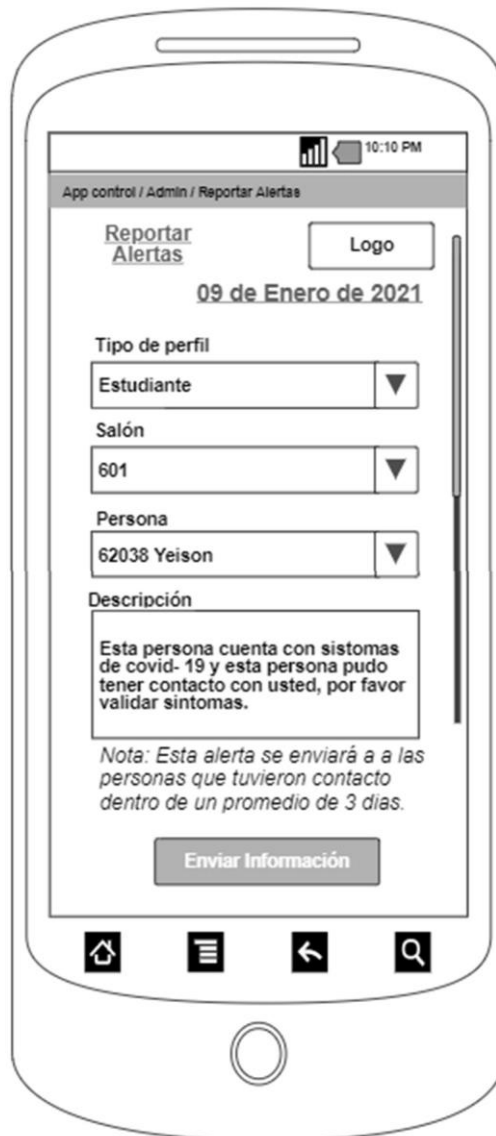 10:10 PM
App control / Admin / Reportar Alertas
Reportar
Alertas
Logo
09 de Enero de 2021
Tipo de perfil
Estudiante
Salón
601
Persona
62038 Yeison
Descripción
Esta persona cuenta con sistomas
de covid- 19 y esta persona pudo
tener contacto con usted, por favor
validar sintomas.
Nota: Esta alerta se enviará a a las
personas que tuvieron contacto
dentro de un promedio de 3 dias.
Enviar Información